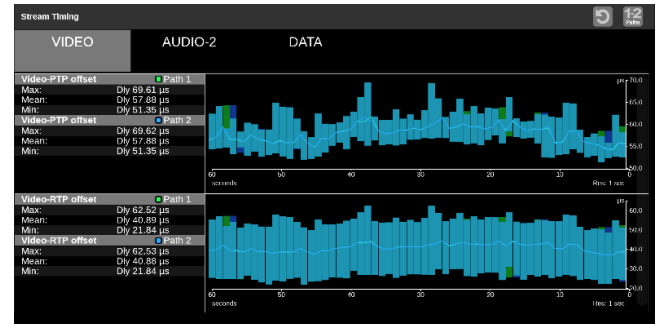 Stream Timing
1-2
Paths
VIDEO AUDIO-2 DATA
Video-PTP offset Path 1
Max: Dly 69.61 µs
Mean: Dly 57.88 µs
Min: Dly 51.35 µs
Video-PTP offset Path 2
Max: Dly 69.62 µs
Mean: Dly 57.88 µs
Min: Dly 51.35 µs
µs 70.0
65.0
60.0
55.0
50.0
60 50 40 30 20 10 0
seconds Res: 1 sec
Video-RTP offset Path 1
Max: Dly 62.52 µs
Mean: Dly 40.89 µs
Min: Dly 21.84 µs
Video-RTP offset Path 2
Max: Dly 62.53 µs
Mean: Dly 40.88 µs
Min: Dly 21.84 µs
µs
60.0
50.0
40.0
30.0
20.0
60 50 40 30 20 10 0
seconds Res: 1 sec